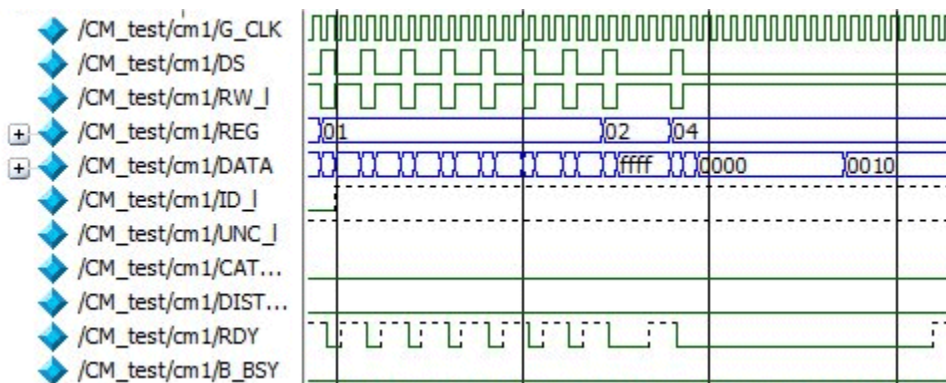 /CM_test/cm1/G_CLK
/CM_test/cm1/DS
/CM_test/cm1/RW_l
/CM_test/cm1/REG 01 02 04
/CM_test/cm1/DATA ffff 0000 0010
/CM_test/cm1/ID_l
/CM_test/cm1/UNC_l
/CM_test/cm1/CAT...
/CM_test/cm1/DIST...
/CM_test/cm1/RDY
/CM_test/cm1/B_BSY